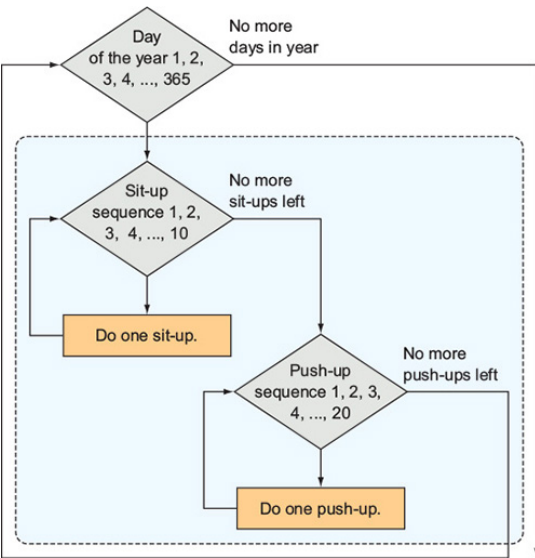 Day
of the year 1, 2,
3, 4, ..., 365
No more
days in year
Sit-up
sequence 1, 2,
3, 4, ..., 10
No more
sit-ups left
Do one sit-up.
Push-up
sequence 1, 2, 3,
4, ..., 20
No more
push-ups left
Do one push-up.